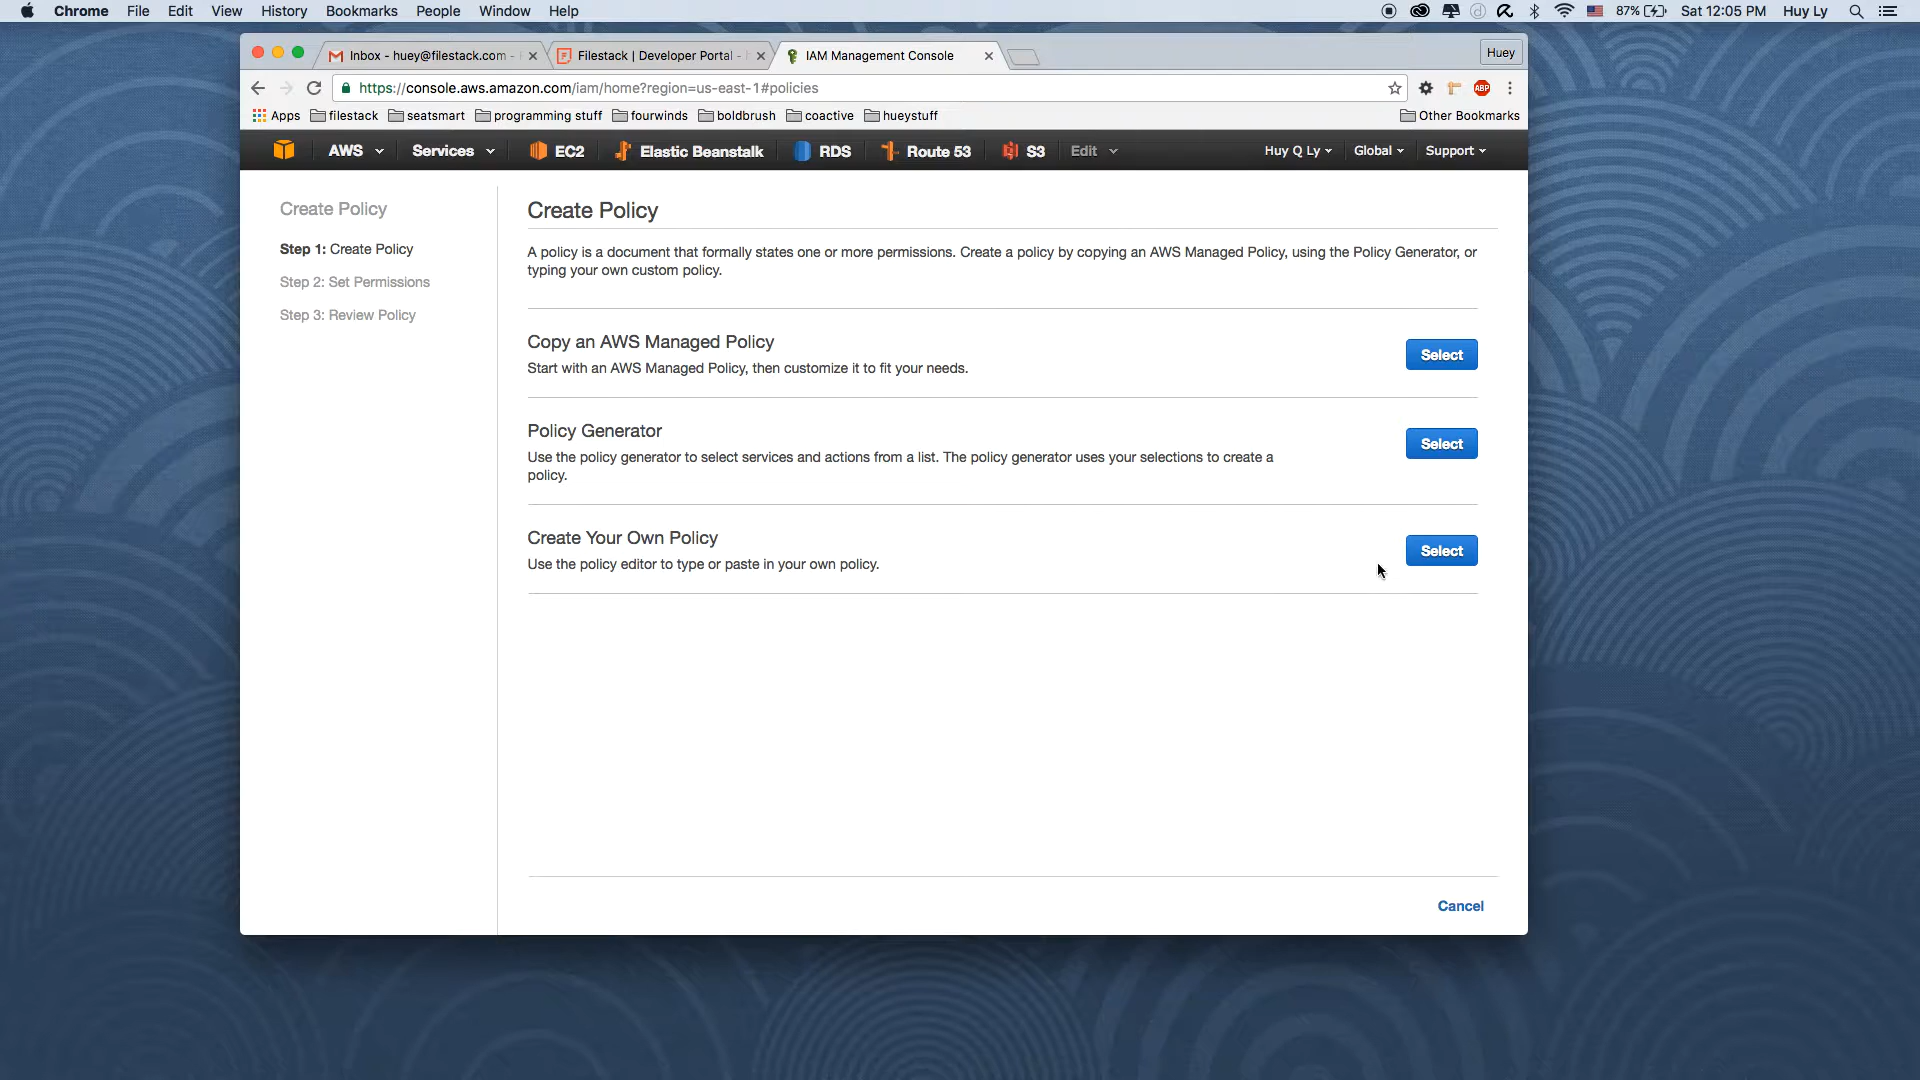 Chrome File Edit View History Bookmarks People Window Help 87% Sat 12:05 PM Huy Ly
Inbox - huey@filestack.com - Filestack | Developer Portal - IAM Management Console Huey
https://console.aws.amazon.com/iam/home?region=us-east-1#policies ABP
Apps filestack seatsmart programming stuff fourwinds boldbrush coactive hueystuff Other Bookmarks
AWS Services EC2 Elastic Beanstalk RDS Route 53 S3 Edit Huy Q Ly Global Support
Create Policy
Step 1: Create Policy
Step 2: Set Permissions
Step 3: Review Policy
Create Policy
A policy is a document that formally states one or more permissions. Create a policy by copying an AWS Managed Policy, using the Policy Generator, or
typing your own custom policy.
Copy an AWS Managed Policy
Start with an AWS Managed Policy, then customize it to fit your needs.
Select
Policy Generator
Use the policy generator to select services and actions from a list. The policy generator uses your selections to create a
policy.
Select
Create Your Own Policy
Use the policy editor to type or paste in your own policy.
Select
Cancel